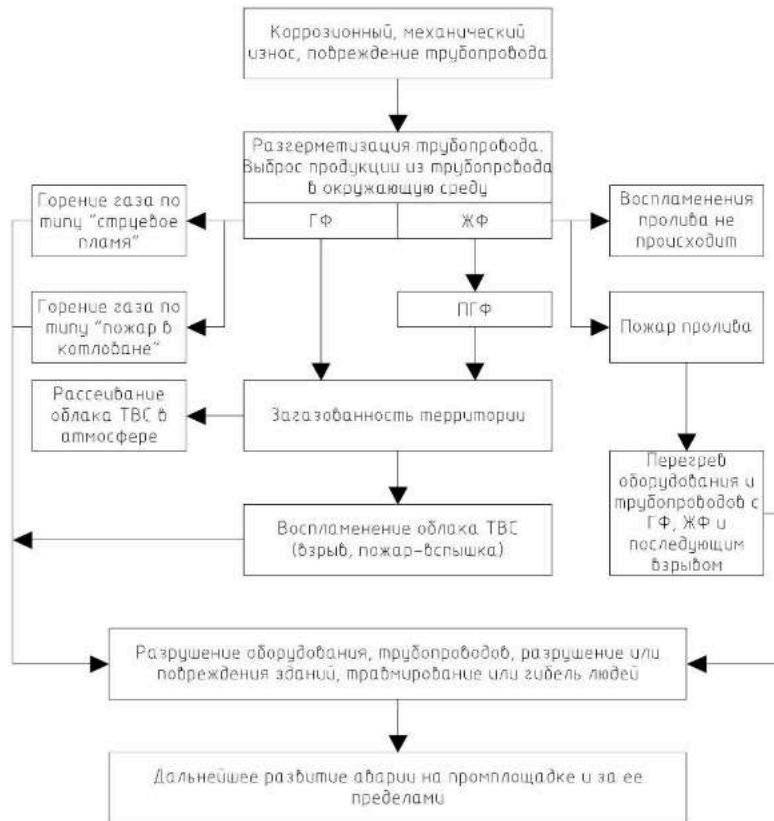 Коррозионный, механический
износ, повреждение трубопровода
Разгерметизация трубопровода.
Выброс продукции из трубопровода
в окружающую среду
ГФ
ЖФ
Горение газа по
типу "струевое
пламя"
Воспламенения
пролива не
происходит
Горение газа по
типу "пожар в
котловане"
ПГФ
Пожар пролива
Рассеивание
облака ТВС в
атмосфере
Загазованность территории
Воспламенение облака ТВС
(взрыв, пожар-вспышка)
Перегрев
оборудования и
трубопроводов с
ГФ, ЖФ и
последующим
взрывом
Разрушение оборудования, трубопроводов, разрушение или
повреждения зданий, травмирование или гибель людей
Дальнейшее развитие аварии на промплощадке и за ее
пределами